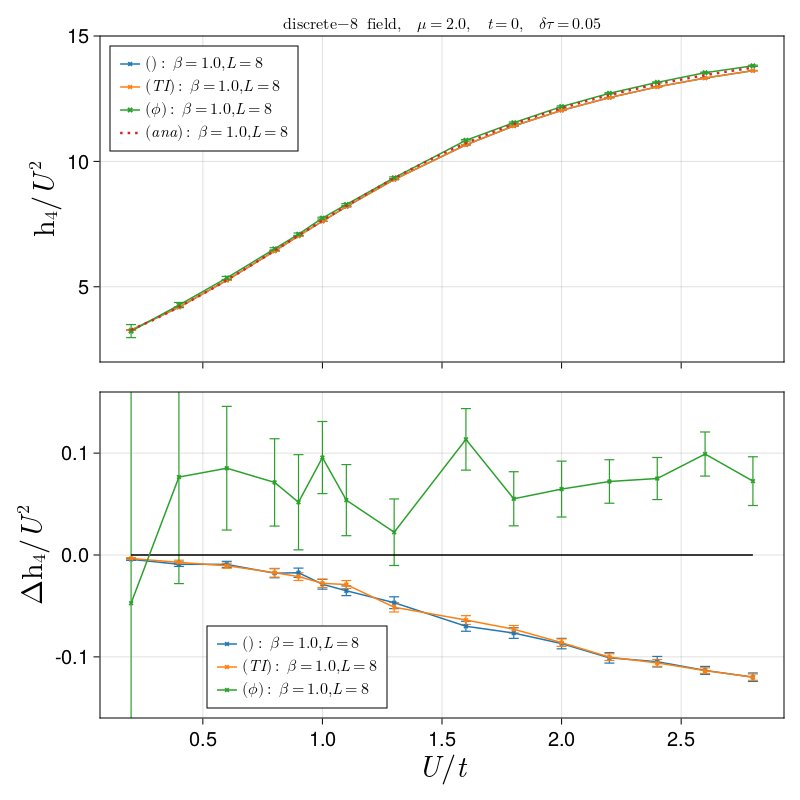 discrete−8 field, μ = 2.0, t = 0, δτ = 0.05
15
10
5
h₄/U²
() : β = 1.0,L = 8
(TI) : β = 1.0,L = 8
(ϕ) : β = 1.0,L = 8
(ana) : β = 1.0,L = 8
0.1
0.0
-0.1
Δh₄/U²
() : β = 1.0,L = 8
(TI) : β = 1.0,L = 8
(ϕ) : β = 1.0,L = 8
0.5 1.0 1.5 2.0 2.5
U/t